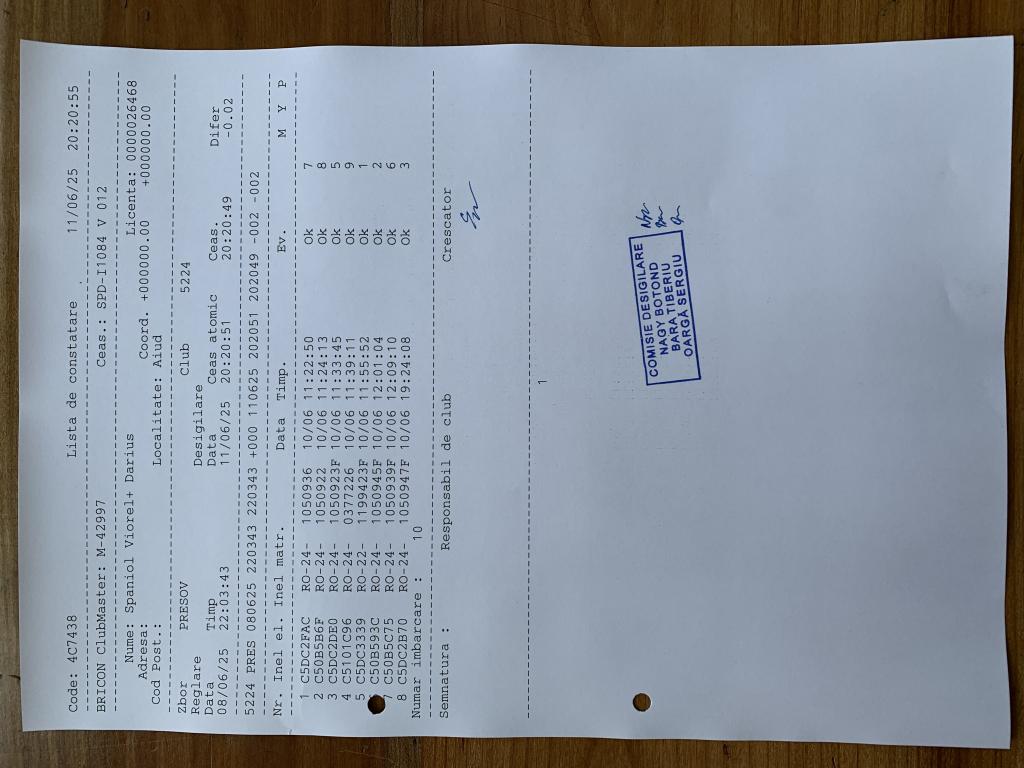 Code: 4C7438 Lista de constatare . 11/06/25 20:20:55
BRICON ClubMaster: M-42997 Ceas.: SPD-I1084 V 012
Nume: Spaniol Viorel+ Darius Licenta: 0000026468
Adresa: Coord. +000000.00 +000000.00
Cod Post.: Localitate: Aiud
Zbor PRESOV Club 5224
Reglare Desigilare
Data Timp Data Ceas atomic Ceas. Difer
08/06/25 22:03:43 11/06/25 20:20:51 20:20:49 -0.02
5224 PRES 080625 220343 220343 +000 110625 202051 202049 -002 -002
Nr. Inel el. Inel matr. Data Timp. Ev. M Y P
1 C5DC2FAC RO-24- 1050936 10/06 11:22:50 Ok 7
2 C50B5B6F RO-24- 1050922 10/06 11:24:13 Ok 8
3 C5DC2DE0 RO-24- 1050923F 10/06 11:33:45 Ok 5
4 C5101C96 RO-24- 0377226 10/06 11:39:11 Ok 9
5 C5DC3339 RO-22- 1199423F 10/06 11:55:52 Ok 1
6 C50B593C RO-24- 1050945F 10/06 12:01:04 Ok 2
7 C50B5C75 RO-24- 1050939F 10/06 12:09:10 Ok 6
8 C5DC2B70 RO-24- 1050947F 10/06 19:24:08 Ok 3
Numar imbarcare : 10
Semnatura : Responsabil de club Crescator
1
COMISIE DESIGILARE
NAGY BOTOND
BARA TIBERIU
OARGĂ SERGIU